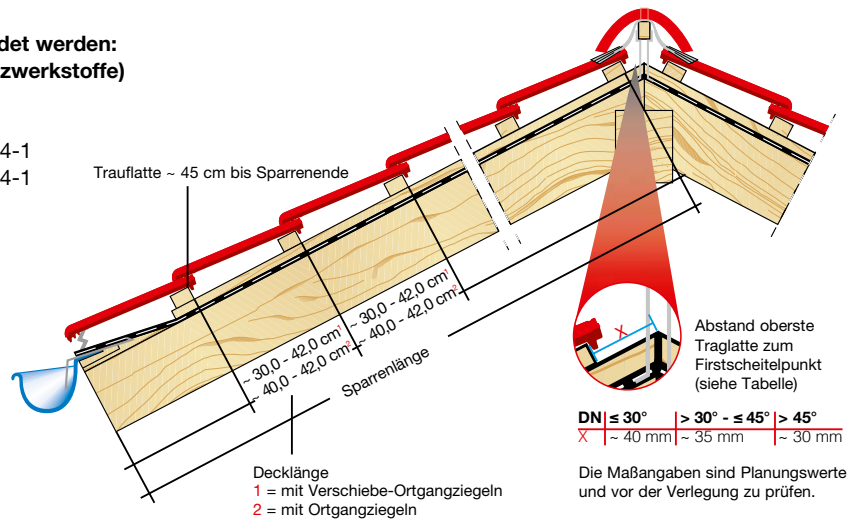 det werden:
zwerkstoffe)
4-1
4-1
Trauflatte ~ 45 cm bis Sparrenende
~ 30,0 - 42,0 cm¹
~ 40,0 - 42,0 cm²
~ 30,0 - 42,0 cm¹
~ 40,0 - 42,0 cm²
Sparrenlänge
Decklänge
1 = mit Verschiebe-Ortgangziegeln
2 = mit Ortgangziegeln
X
Abstand oberste
Traglatte zum
Firstscheitelpunkt
(siehe Tabelle)
DN ≤ 30° > 30° - ≤ 45° > 45°
X ~ 40 mm ~ 35 mm ~ 30 mm
Die Maßangaben sind Planungswerte
und vor der Verlegung zu prüfen.